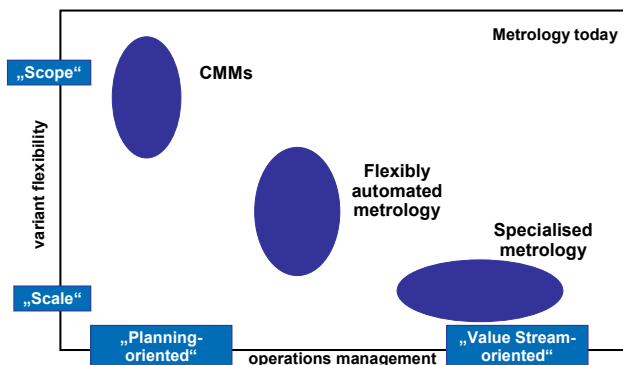 Metrology today
„Scope“
CMMs
variant flexibility
Flexibly
automated
metrology
Specialised
metrology
„Scale“
„Planning-
oriented“
operations management
„Value Stream-
oriented“